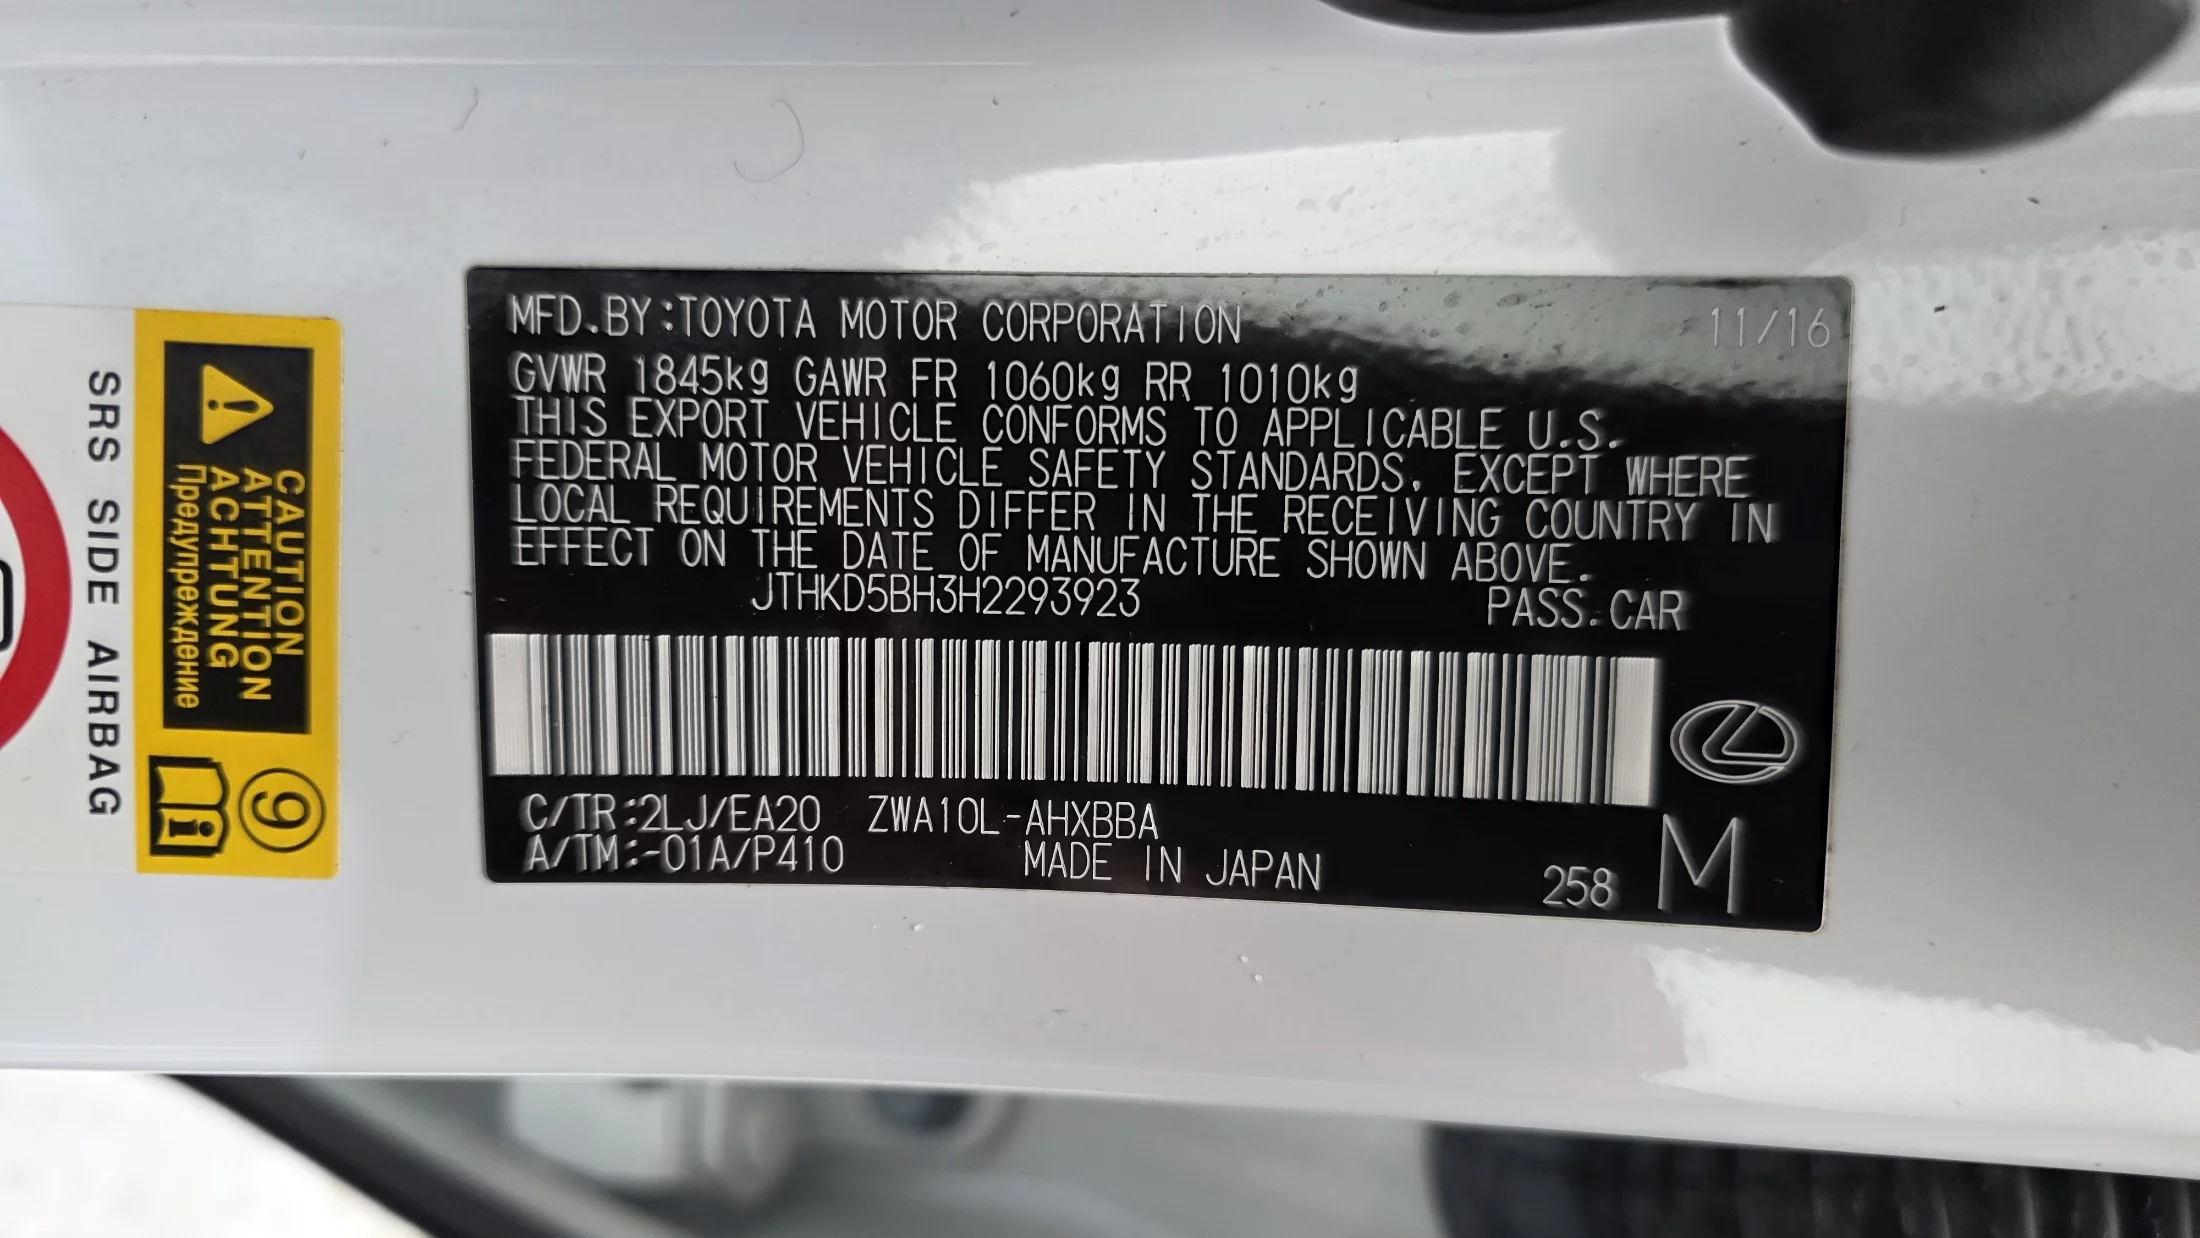 MFD.BY:TOYOTA MOTOR CORPORATION 11/16
GVWR 1845kg GAWR FR 1060kg RR 1010kg
THIS EXPORT VEHICLE CONFORMS TO APPLICABLE U.S.
FEDERAL MOTOR VEHICLE SAFETY STANDARDS, EXCEPT WHERE
LOCAL REQUIREMENTS DIFFER IN THE RECEIVING COUNTRY IN
EFFECT ON THE DATE OF MANUFACTURE SHOWN ABOVE.
JTHKD5BH3H2293923 PASS.CAR
C/TR:2LJ/EA20 ZWA10L-AHXBBA
A/TM:-01A/P410 MADE IN JAPAN 258 M
CAUTION
ATTENTION
ACHTUNG
Предупреждение
9
SRS SIDE AIRBAG